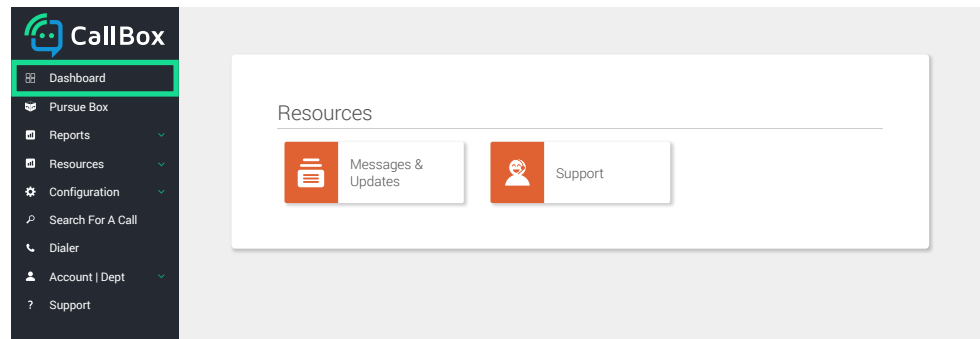 CallBox
Dashboard
Pursue Box
Reports
Resources
Configuration
Search For A Call
Dialer
Account | Dept
? Support
Resources
Messages &
Updates
Support